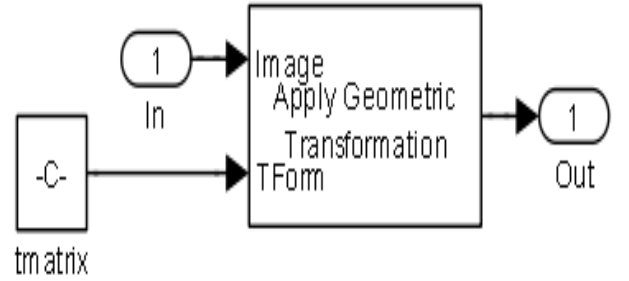 1
In
-C-
tmatrix
Image
Apply Geometric
Transformation
TForm
1
Out